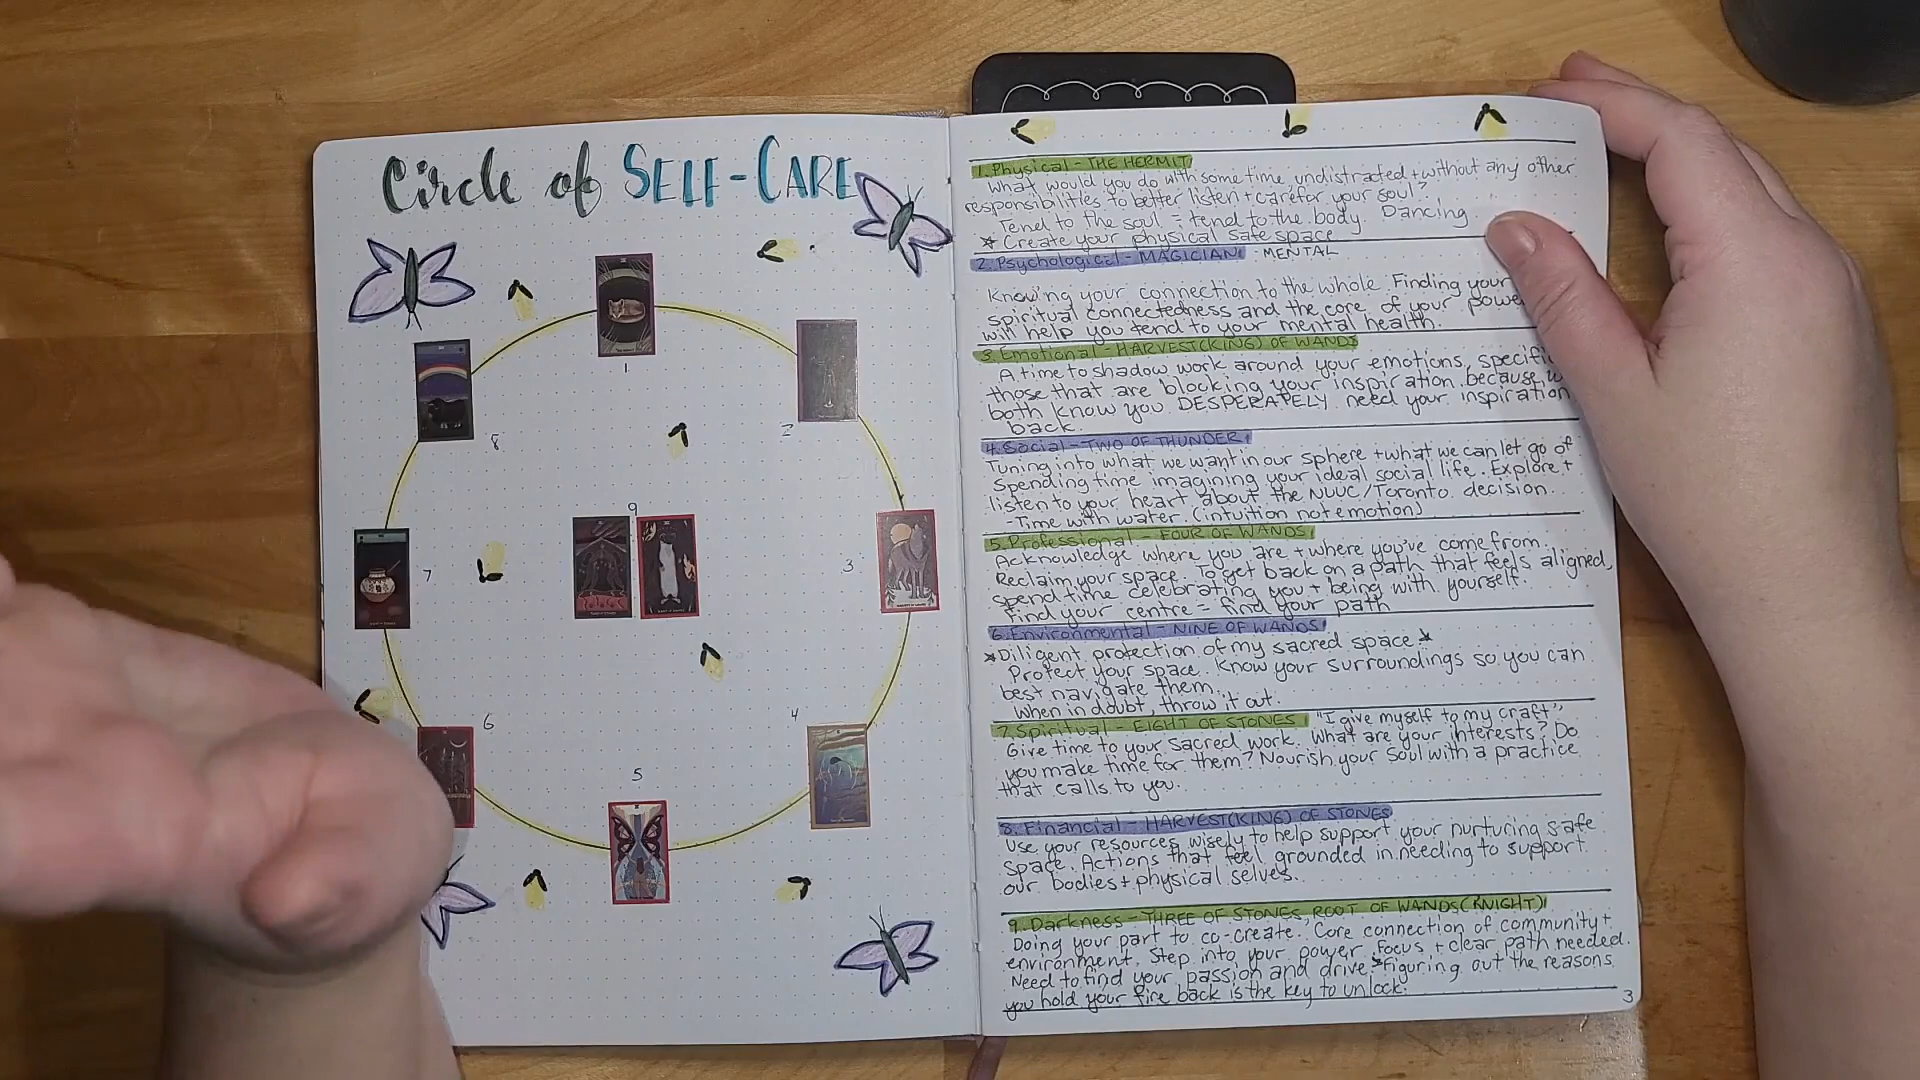 Circle of SELF-CARE
1
2
3
4
5
6
7
8
9
1. Physical - THE HERMIT
What would you do with some time, undistracted + without any other
responsibilities to better listen + care for your soul?
Tend to the soul = tend to the body. Dancing
* Create your physical safe space
2. Psychological - MAGICIAN - MENTAL
Knowing your connection to the whole. Finding your
spiritual connectedness and the core of your power
will help you tend to your mental health.
3. Emotional - HARVEST(KING) OF WANDS
A time to shadow work around your emotions, specific
those that are blocking your inspiration. because w
both know you DESPERATELY need your inspiration
back.
4. Social - TWO OF THUNDER
Tuning into what we want in our sphere + what we can let go of
Spending time imagining your ideal social life. Explore +
listen to your heart about the NUUC/Toronto decision.
- Time with water. (intuition not emotion)
5. Professional - FOUR OF WANDS
Acknowledge where you are + where you've come from.
Reclaim your space. To get back on a path that feels aligned,
spend time celebrating you + being with yourself.
Find your centre = find your path
6. Environmental - NINE OF WANDS
* Diligent protection of my sacred space *
Protect your space. Know your surroundings so you can
best navigate them.
When in doubt, throw it out.
7. Spiritual - EIGHT OF STONES "I give myself to my craft"
Give time to your sacred work. What are your interests? Do
you make time for them? Nourish your soul with a practice
that calls to you.
8. Financial - HARVEST(KING) OF STONES
Use your resources wisely to help support your nurturing safe
space. Actions that feel grounded in needing to support
our bodies + physical selves.
9. Darkness - THREE OF STONES, ROOT OF WANDS (KNIGHT)
Doing your part to co-create. Core connection of community +
environment. Step into your power. Focus + clear path needed.
Need to find your passion and drive. * Figuring out the reasons
you hold your fire back is the key to unlock.
3